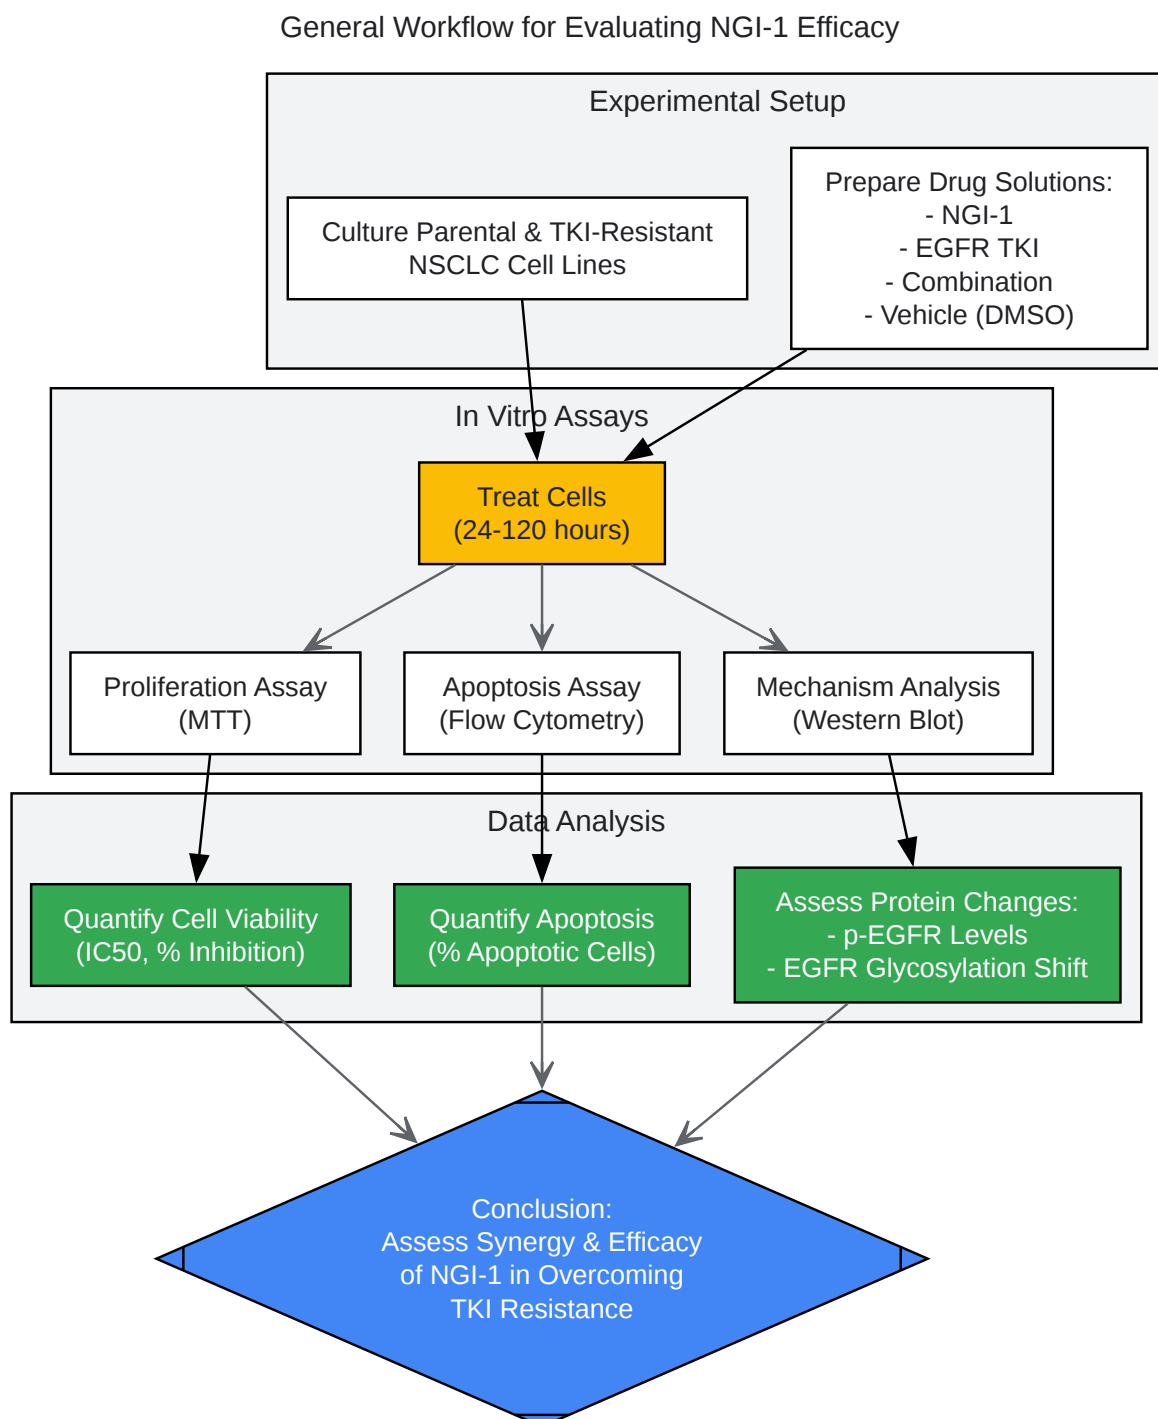 General Workflow for Evaluating NGI-1 Efficacy
Experimental Setup
Culture Parental & TKI-Resistant
NSCLC Cell Lines
Prepare Drug Solutions:
- NGI-1
- EGFR TKI
- Combination
- Vehicle (DMSO)
In Vitro Assays
Treat Cells
(24-120 hours)
Proliferation Assay
(MTT)
Apoptosis Assay
(Flow Cytometry)
Mechanism Analysis
(Western Blot)
Data Analysis
Quantify Cell Viability
(IC50, % Inhibition)
Quantify Apoptosis
(% Apoptotic Cells)
Assess Protein Changes:
- p-EGFR Levels
- EGFR Glycosylation Shift
Conclusion:
Assess Synergy & Efficacy
of NGI-1 in Overcoming
TKI Resistance